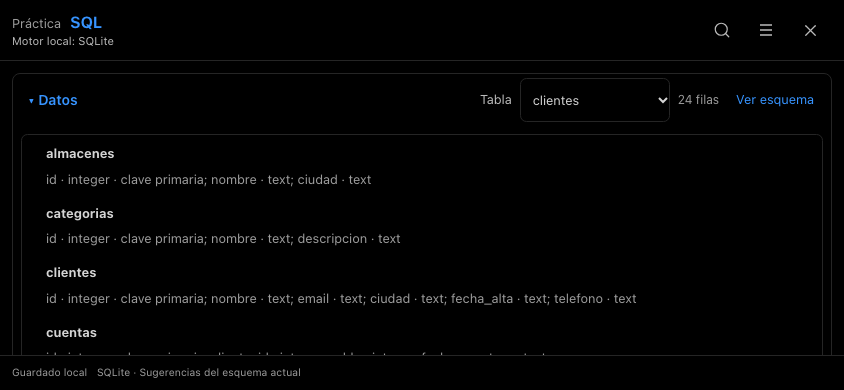 Práctica SQL
Motor local: SQLite
▾ Datos
Tabla clientes 24 filas Ver esquema
almacenes
id · integer · clave primaria; nombre · text; ciudad · text
categorias
id · integer · clave primaria; nombre · text; descripcion · text
clientes
id · integer · clave primaria; nombre · text; email · text; ciudad · text; fecha_alta · text; telefono · text
cuentas
Guardado local SQLite · Sugerencias del esquema actual